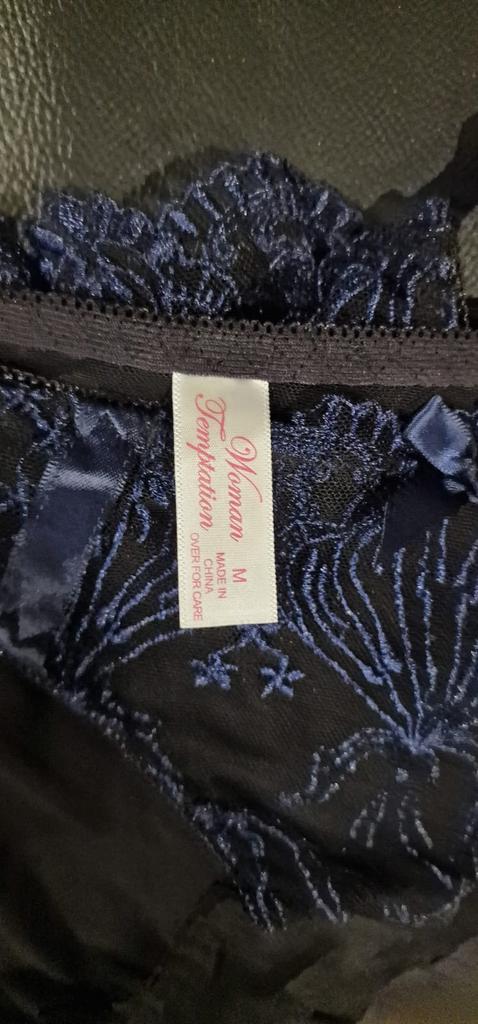 Woman
Temptation
M
MADE IN
CHINA
OVER FOR CARE